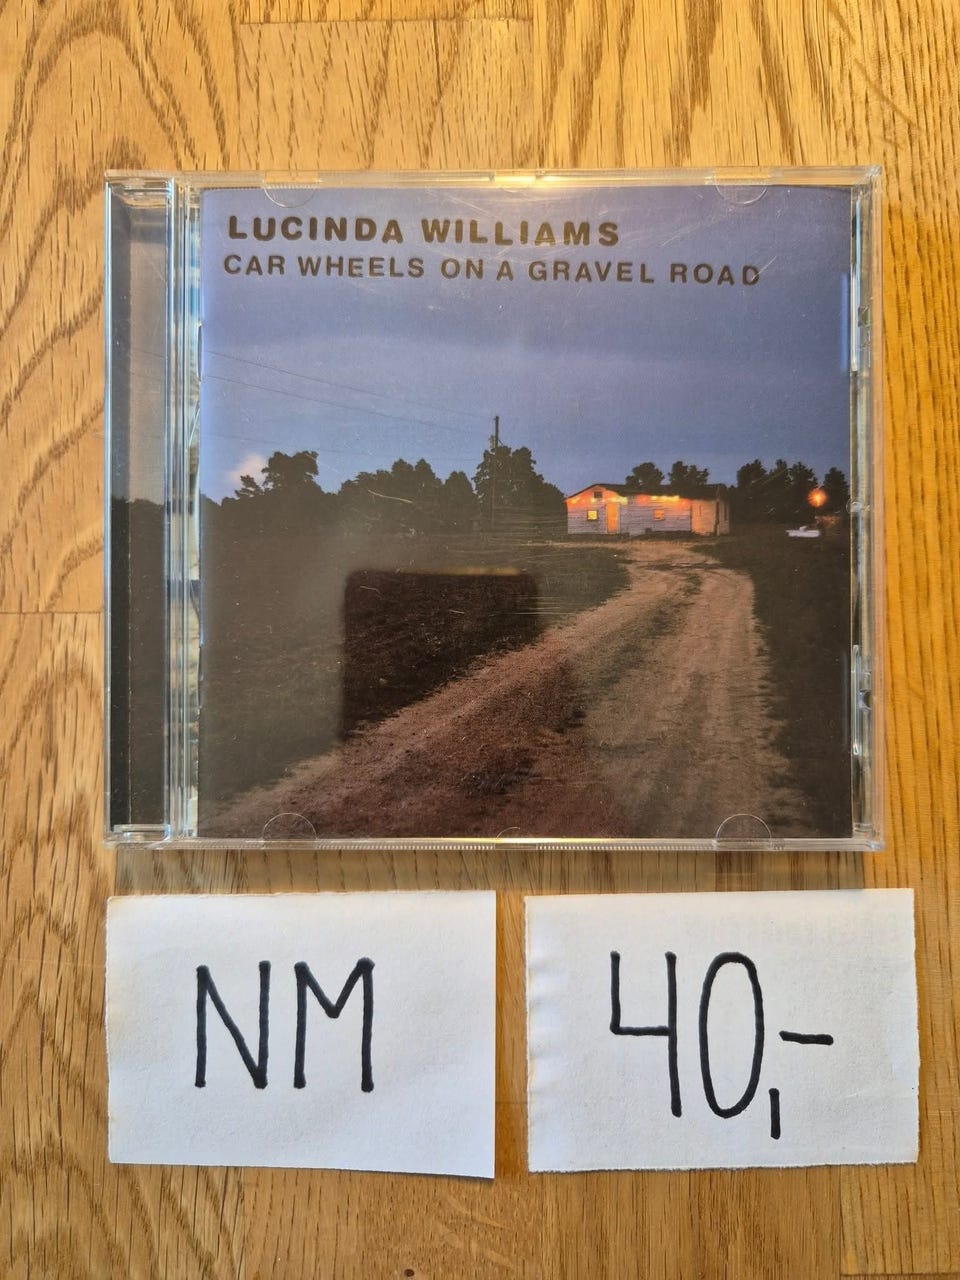 LUCINDA WILLIAMS
CAR WHEELS ON A GRAVEL ROAD
NM
40,-